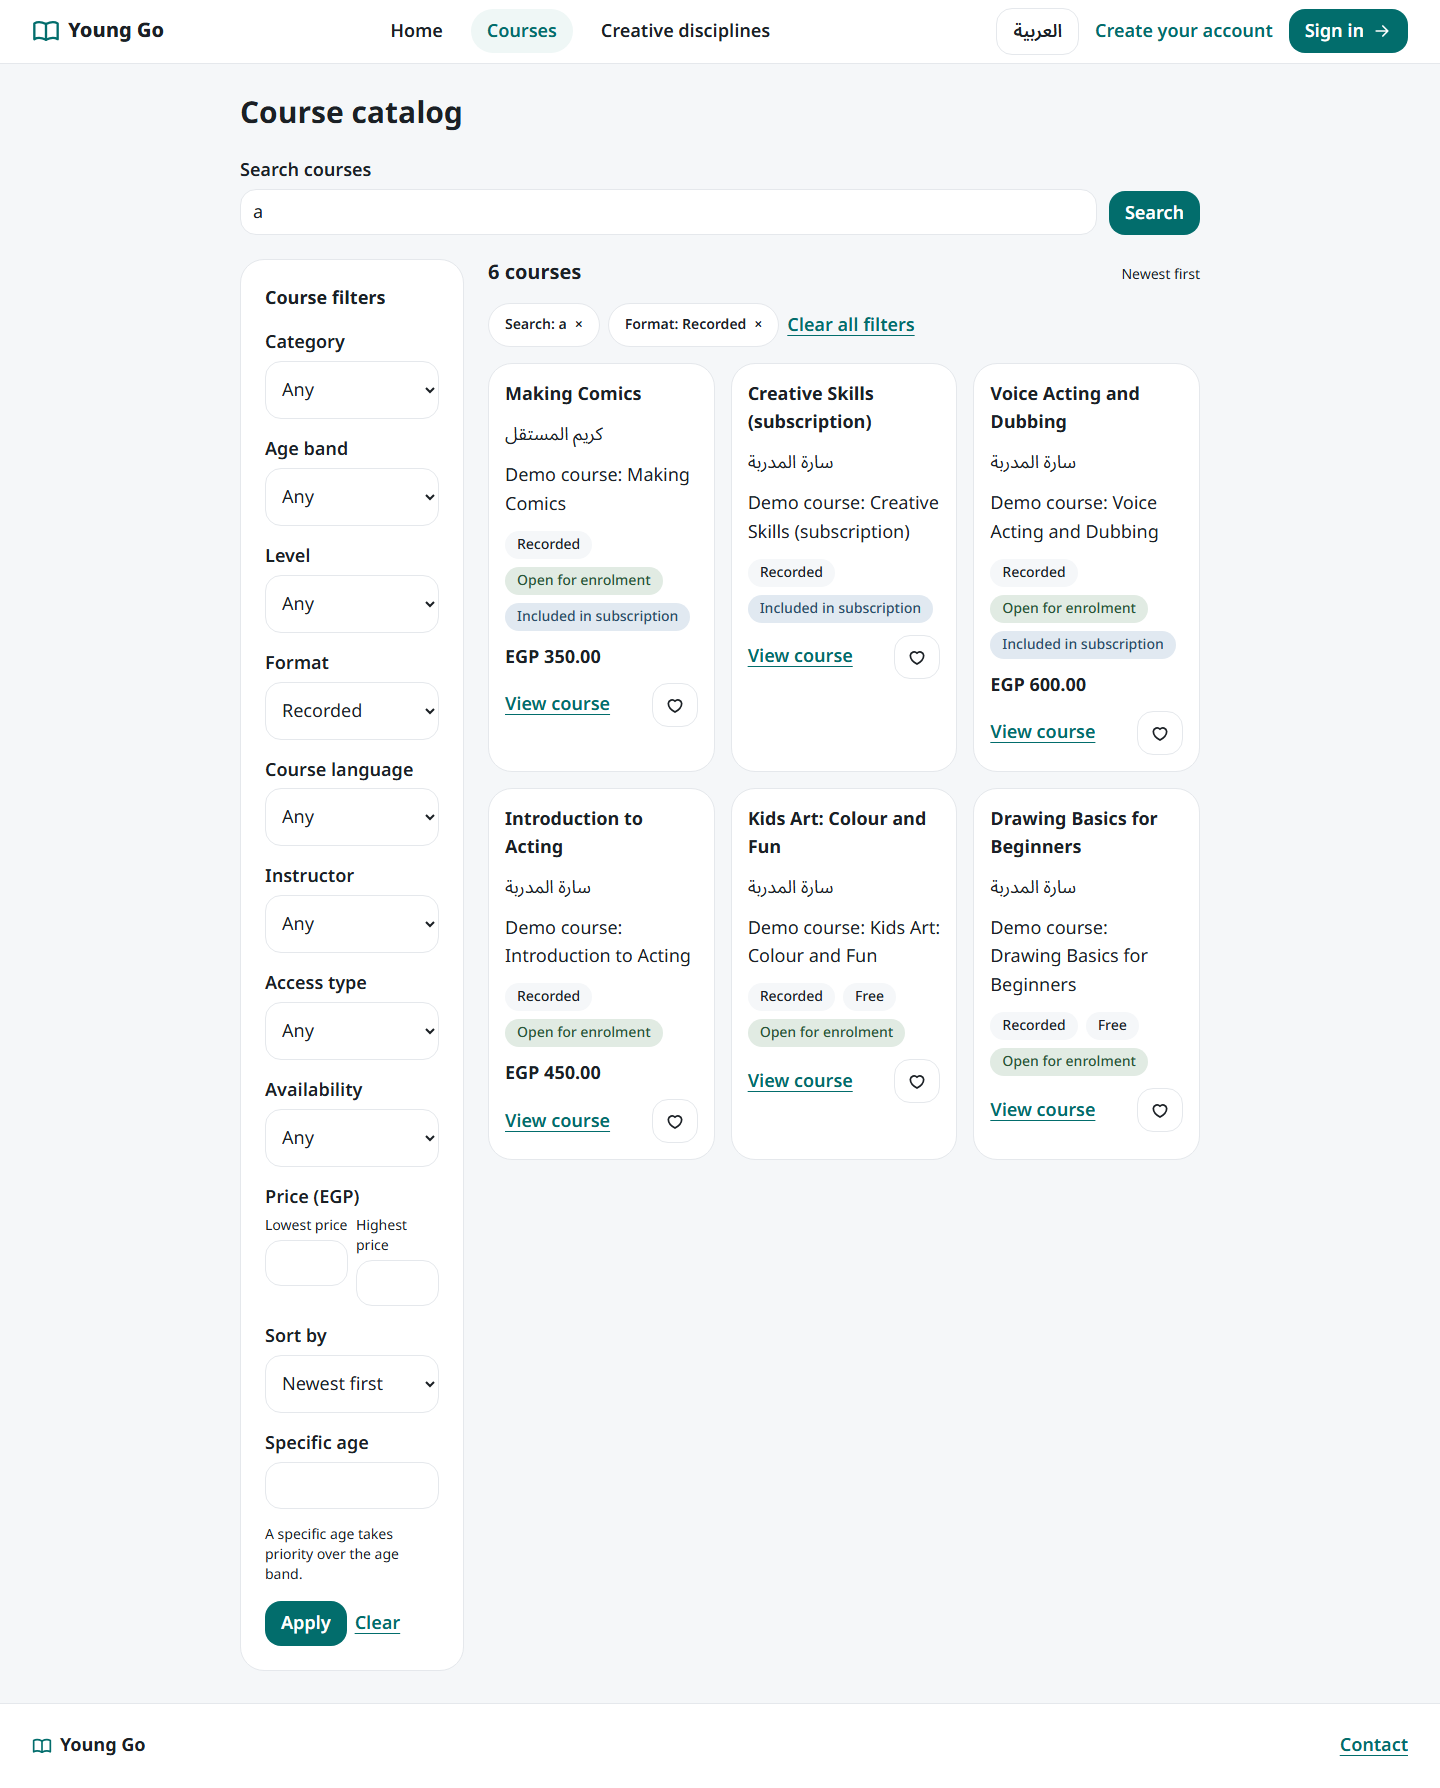 Young Go
Home
Courses
Creative disciplines
العربية
Create your account
Sign in →
Course catalog
Search courses
a
Search
Course filters
Category
Any
Age band
Any
Level
Any
Format
Recorded
Course language
Any
Instructor
Any
Access type
Any
Availability
Any
Price (EGP)
Lowest price
Highest
price
Sort by
Newest first
Specific age
A specific age takes
priority over the age
band.
Apply
Clear
6 courses
Newest first
Search: a ×
Format: Recorded ×
Clear all filters
Making Comics
كريم المستقل
Demo course: Making
Comics
Recorded
Open for enrolment
Included in subscription
EGP 350.00
View course
Creative Skills
(subscription)
سارة المدربة
Demo course: Creative
Skills (subscription)
Recorded
Included in subscription
View course
Voice Acting and
Dubbing
سارة المدربة
Demo course: Voice
Acting and Dubbing
Recorded
Open for enrolment
Included in subscription
EGP 600.00
View course
Introduction to
Acting
سارة المدربة
Demo course:
Introduction to Acting
Recorded
Open for enrolment
EGP 450.00
View course
Kids Art: Colour and
Fun
سارة المدربة
Demo course: Kids Art:
Colour and Fun
Recorded
Free
Open for enrolment
View course
Drawing Basics for
Beginners
سارة المدربة
Demo course:
Drawing Basics for
Beginners
Recorded
Free
Open for enrolment
View course
Young Go
Contact